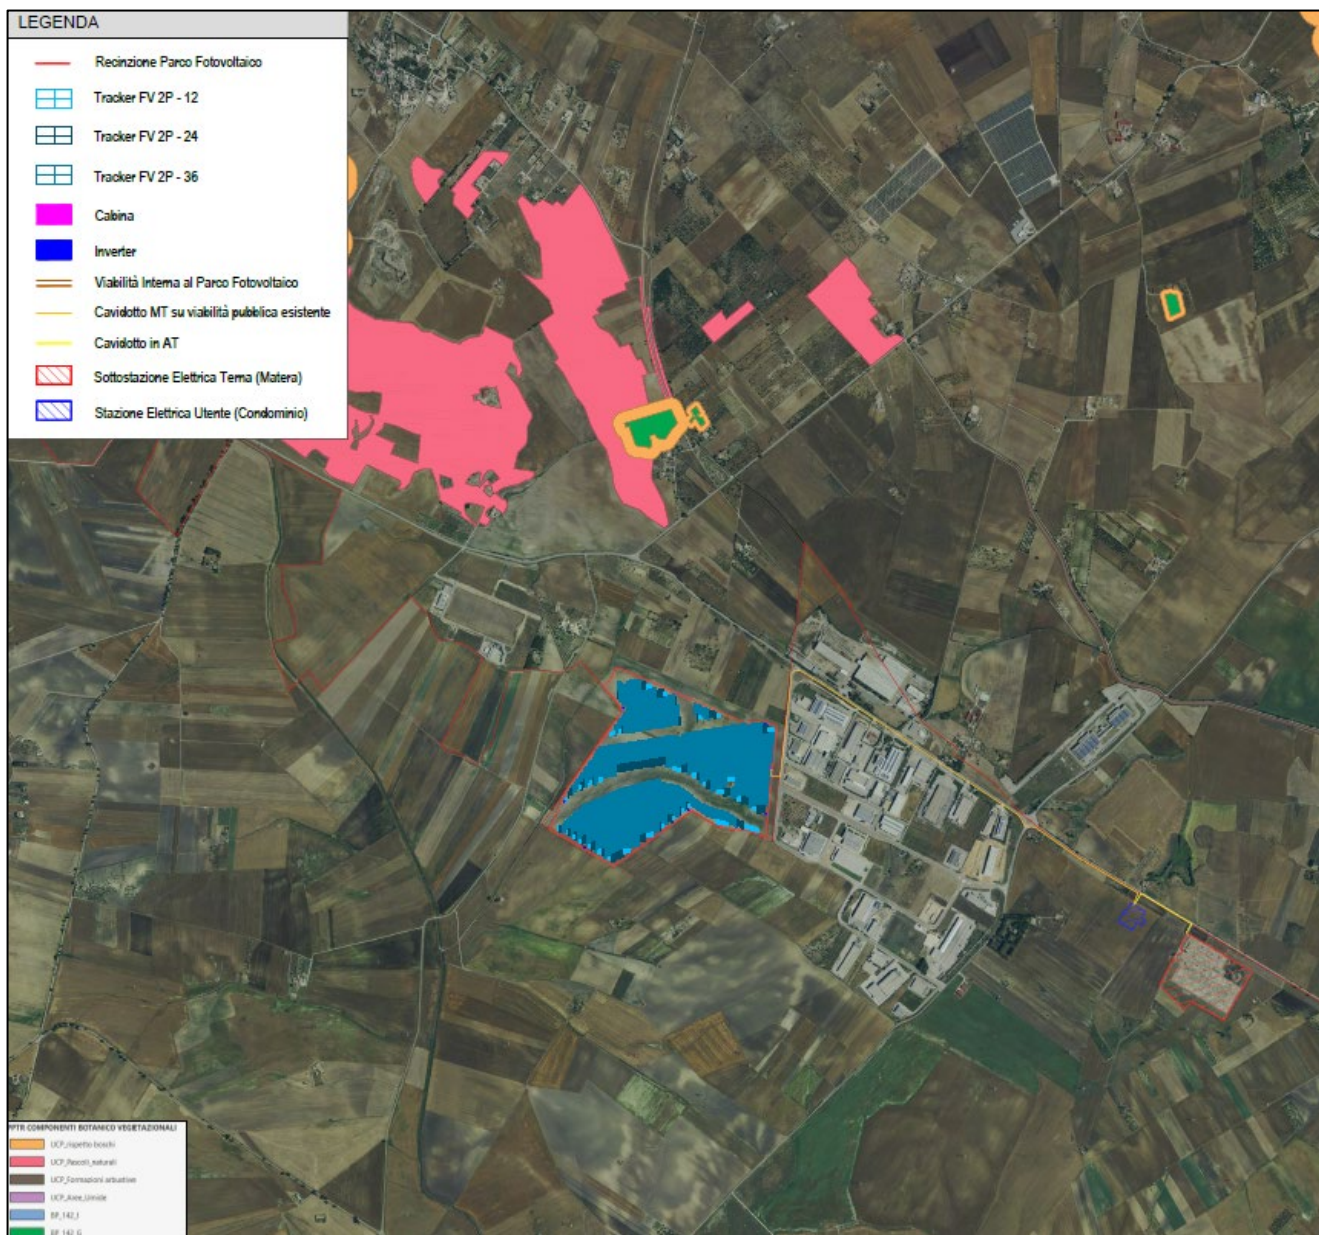 LEGENDA
Recinzione Parco Fotovoltaico
Tracker FV 2P - 12
Tracker FV 2P - 24
Tracker FV 2P - 36
Cabina
Inverter
Viabilità Interna al Parco Fotovoltaico
Cavidotto MT su viabilità pubblica esistente
Cavidotto in AT
Sottostazione Elettrica Terna (Matera)
Stazione Elettrica Utente (Condominio)
PPTR COMPONENTI BOTANICO VEGETAZIONALI
UCP_rispetto boschi
UCP_Pascoli_naturali
UCP_Formazioni arbustive
UCP_Aree_Umide
BP_142_I
BP_142_G